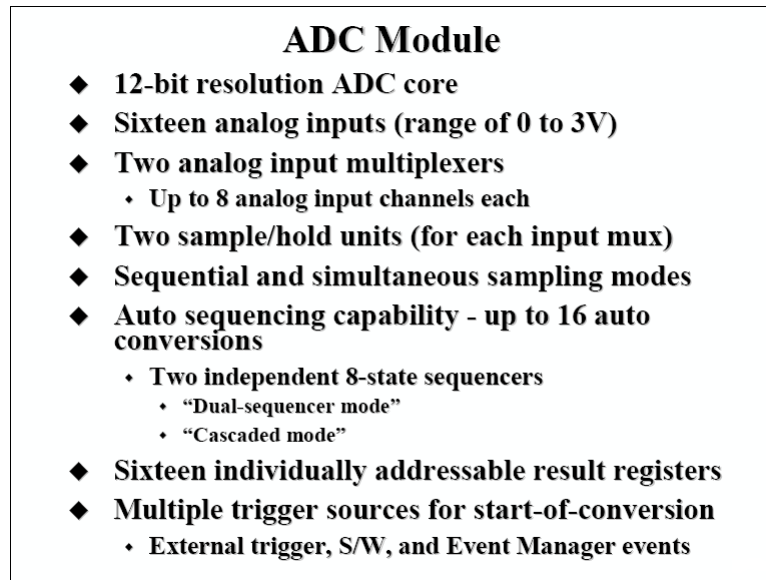 ADC Module
◆ 12-bit resolution ADC core
◆ Sixteen analog inputs (range of 0 to 3V)
◆ Two analog input multiplexers
◆ Up to 8 analog input channels each
◆ Two sample/hold units (for each input mux)
◆ Sequential and simultaneous sampling modes
◆ Auto sequencing capability - up to 16 auto
conversions
◆ Two independent 8-state sequencers
◆ “Dual-sequencer mode”
◆ “Cascaded mode”
◆ Sixteen individually addressable result registers
◆ Multiple trigger sources for start-of-conversion
◆ External trigger, S/W, and Event Manager events